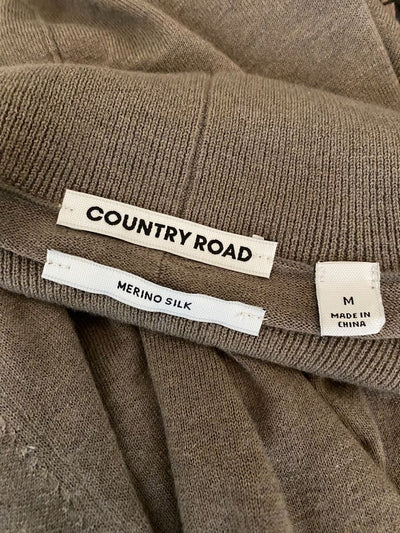 COUNTRY ROAD
MERINO SILK
M
MADE IN
CHINA